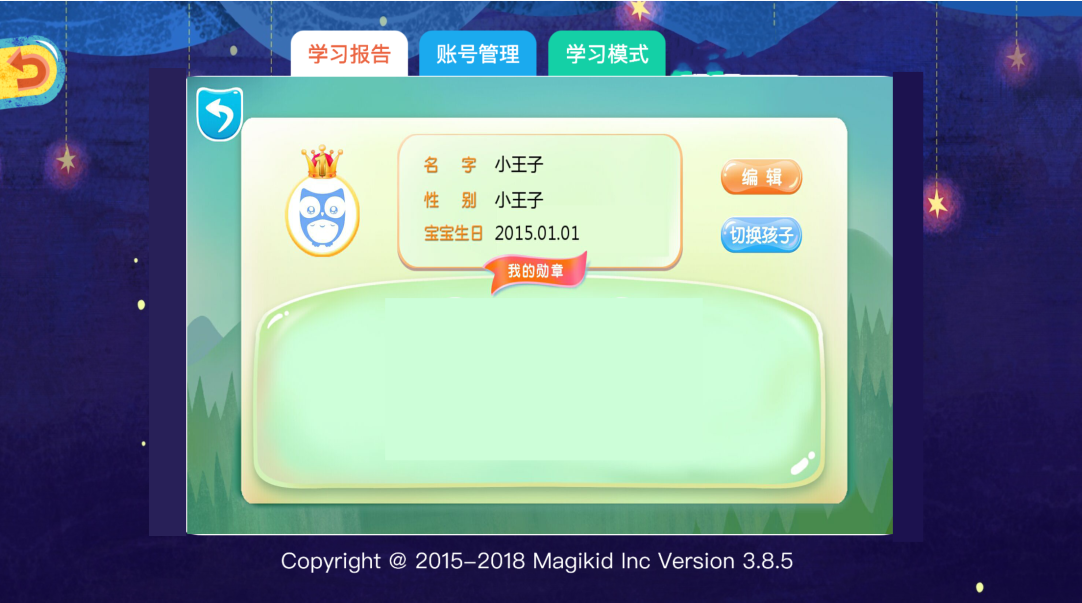 学习报告 账号管理 学习模式
名 字 小王子
性 别 小王子
宝宝生日 2015.01.01
编 辑
切换孩子
我的勋章
Copyright @ 2015-2018 Magikid Inc Version 3.8.5